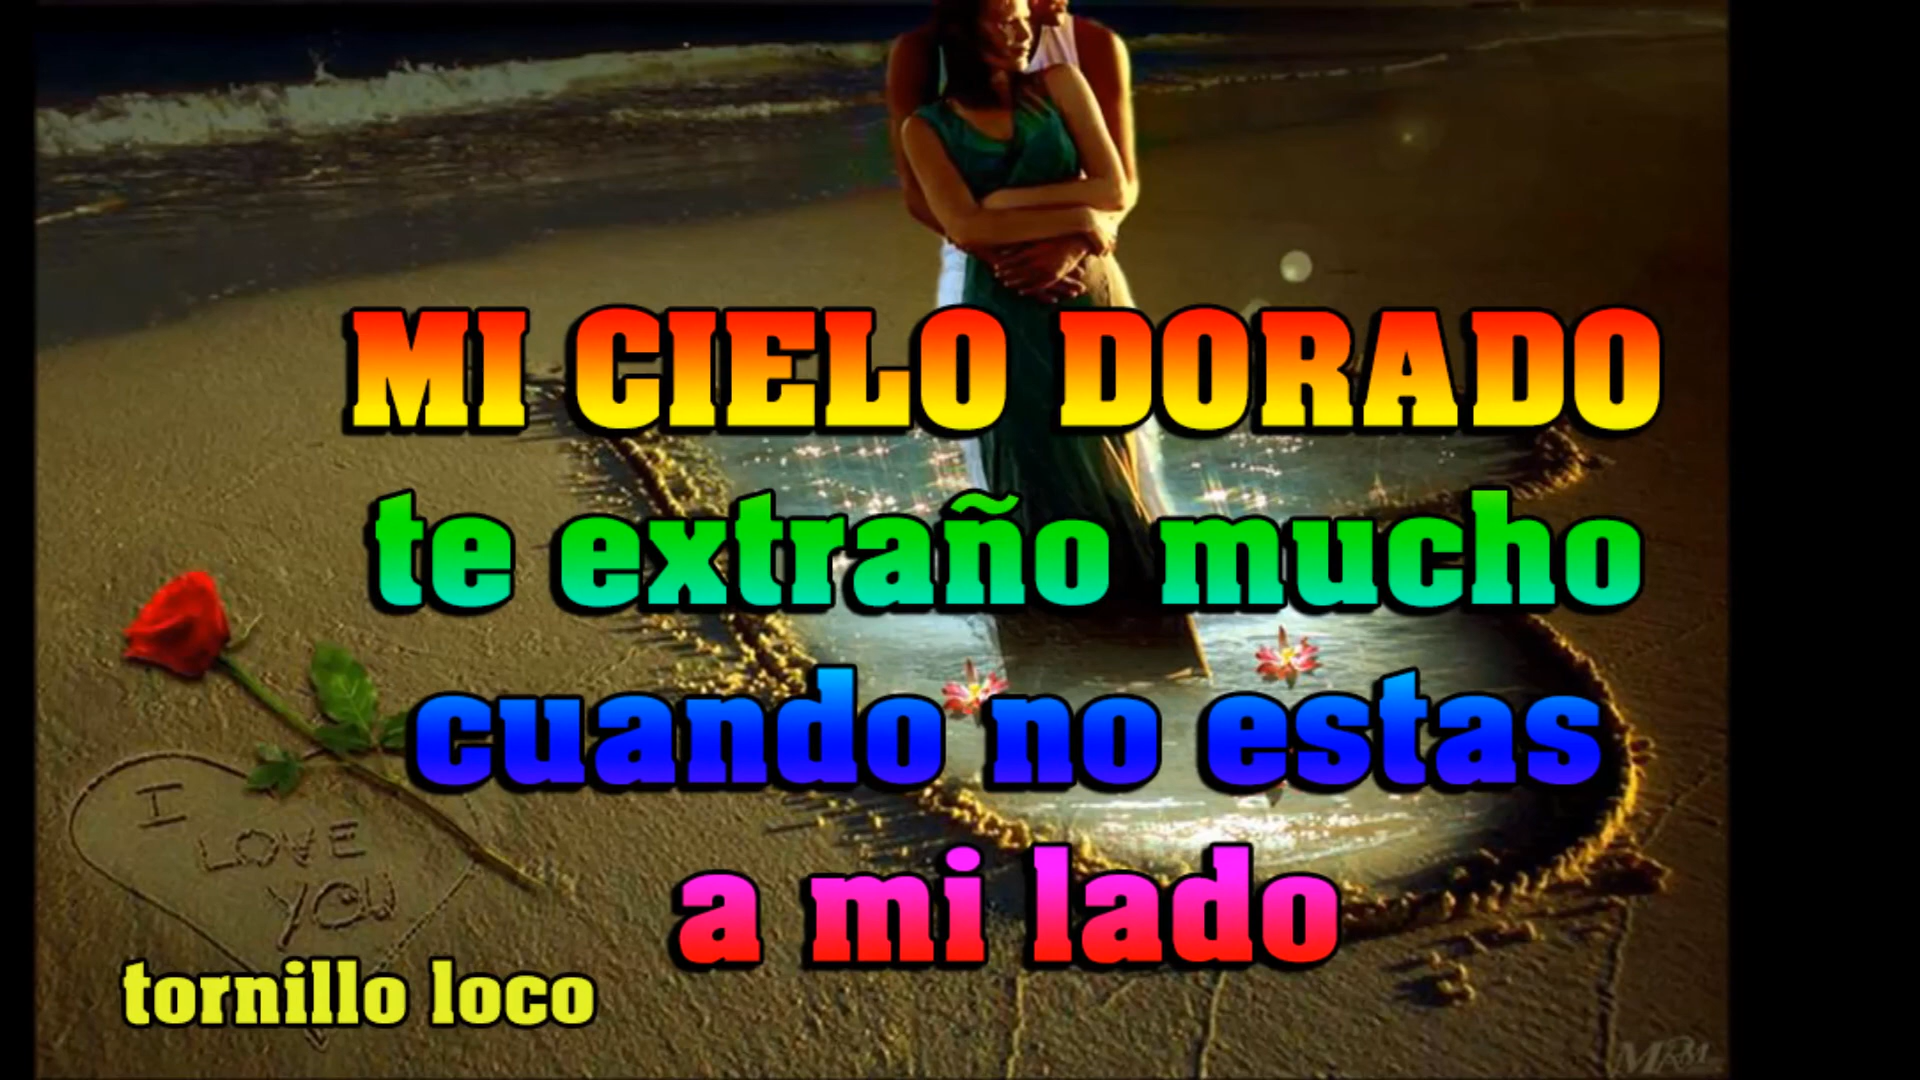 MI CIELO DORADO
te extraño mucho
cuando no estas
a mi lado
I
LOVE
YOU
tornillo loco